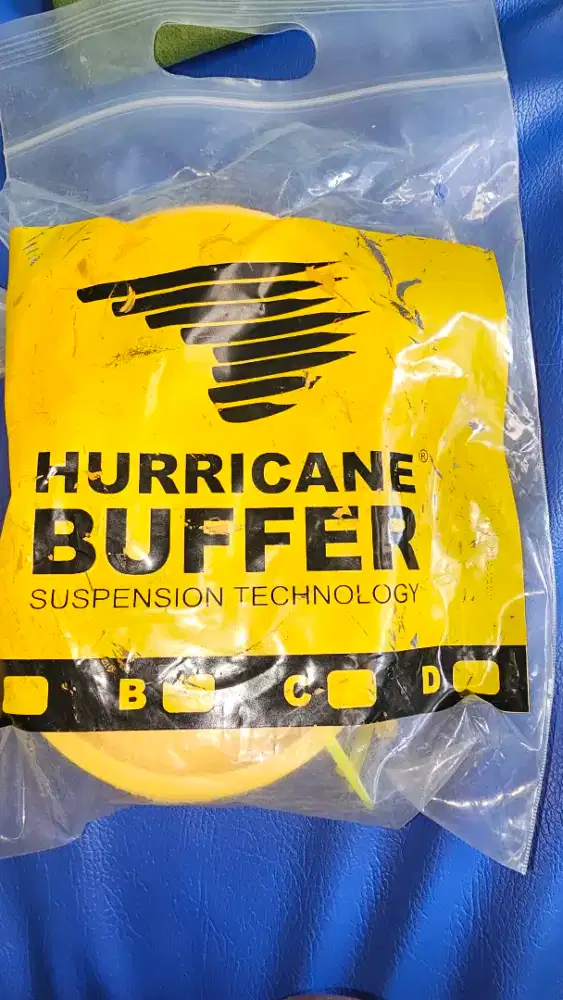 HURRICANE®
BUFFER
SUSPENSION TECHNOLOGY
B C D